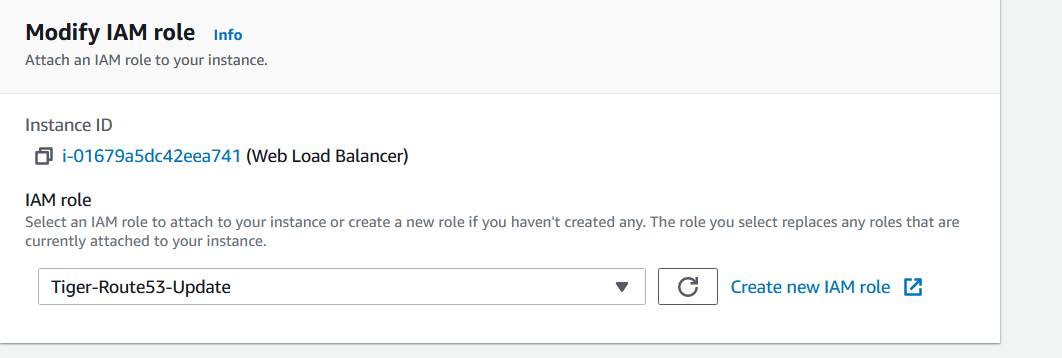 Modify IAM role Info
Attach an IAM role to your instance.
Instance ID
i-01679a5dc42eea741 (Web Load Balancer)
IAM role
Select an IAM role to attach to your instance or create a new role if you haven't created any. The role you select replaces any roles that are
currently attached to your instance.
Tiger-Route53-Update
Create new IAM role